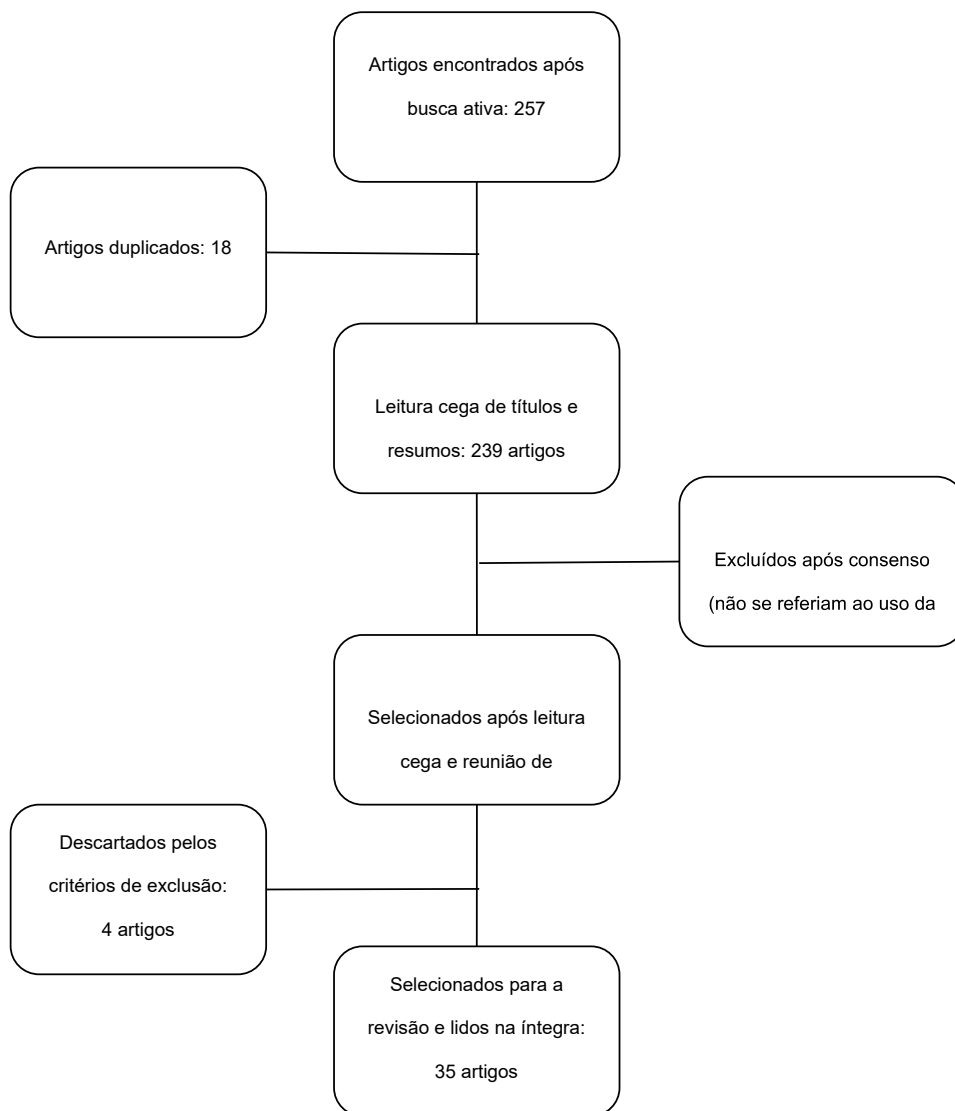 Artigos encontrados após
busca ativa: 257
Artigos duplicados: 18
Leitura cega de títulos e
resumos: 239 artigos
Excluídos após consenso
(não se referiam ao uso da
Selecionados após leitura
cega e reunião de
Descartados pelos
critérios de exclusão:
4 artigos
Selecionados para a
revisão e lidos na íntegra:
35 artigos